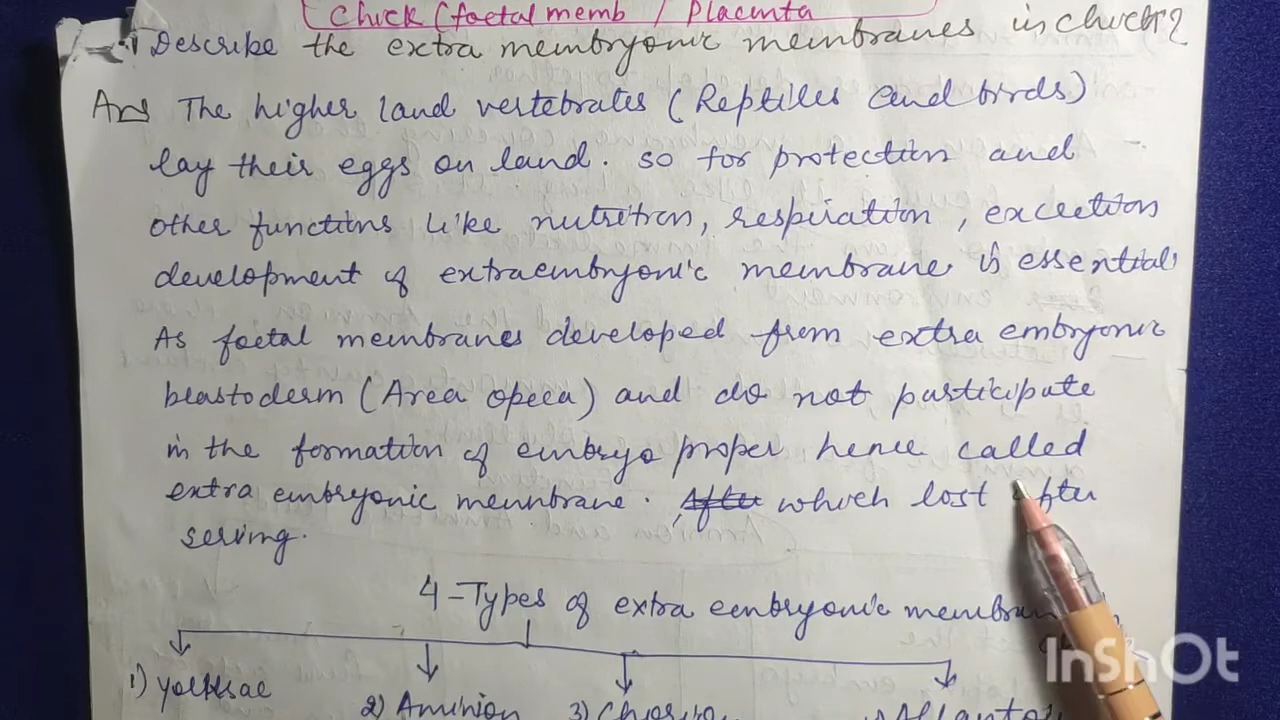 Chick (foetal memb / Placenta
Describe the extra membryonic membranes in chick?
Ans The higher land vertebrates (Reptiles and birds)
lay their eggs on land. so for protection and
other functions like nutrition, respiration, excretion
development of extraembryonic membrane is essential
As foetal membranes developed from extra embryonic
blastoderm (Area opeca) and do not participate
in the formation of embryo proper hence called
extra embryonic membrane. After which lost after
serving.
4-Types of extra embryonic membran
1) yolksac
2) Amnion 3) Chorion Allantois
InShOt